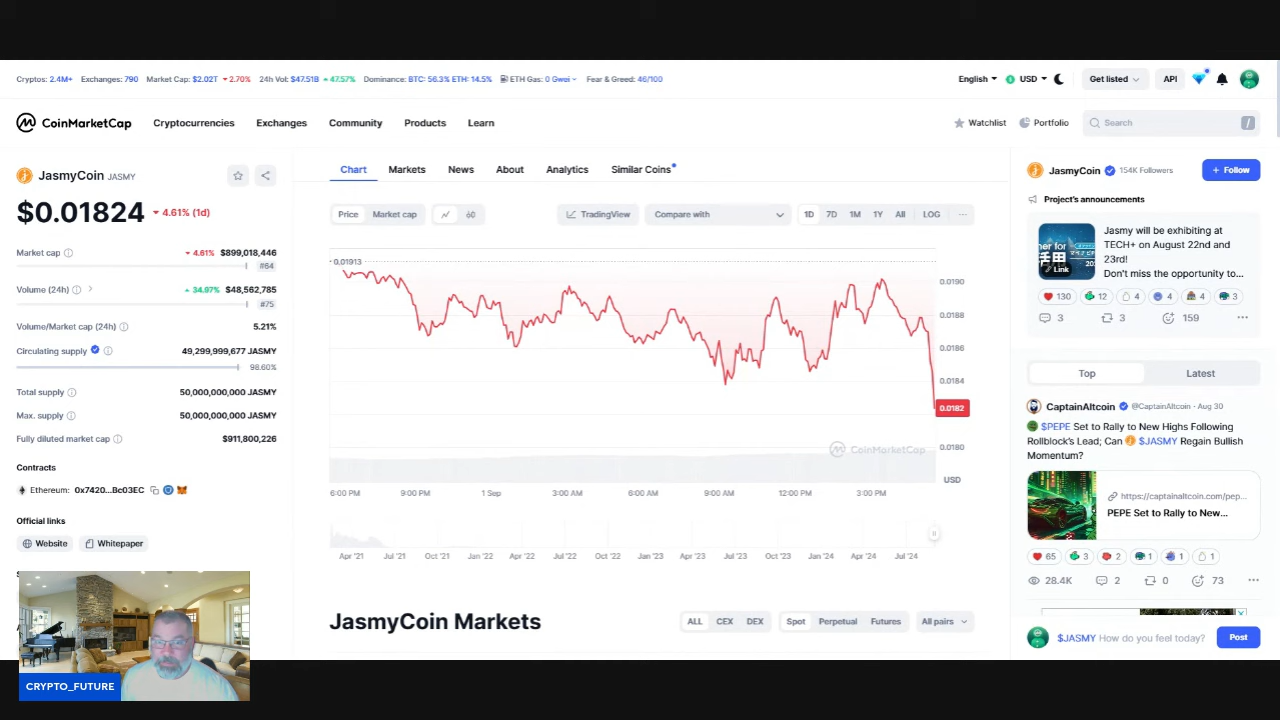 Cryptos: 2.4M+ Exchanges: 790 Market Cap: $2.02T 2.70% 24h Vol: $47.51B 47.57% Dominance: BTC: 56.3% ETH: 14.5% ETH Gas: 0 Gwei Fear & Greed: 46/100
English USD Get listed API
CoinMarketCap Cryptocurrencies Exchanges Community Products Learn
Watchlist Portfolio Search /
JasmyCoin JASMY
$0.01824 4.61% (1d)
Market cap 4.61% $899,018,446
#64
Volume (24h) 34.97% $48,562,785
#75
Volume/Market cap (24h) 5.21%
Circulating supply 49,299,999,677 JASMY
98.60%
Total supply 50,000,000,000 JASMY
Max. supply 50,000,000,000 JASMY
Fully diluted market cap $911,800,226
Contracts
Ethereum: 0x7420...Bc03EC
Official links
Website Whitepaper
CRYPTO_FUTURE
Chart Markets News About Analytics Similar Coins
Price Market cap TradingView Compare with 1D 7D 1M 1Y All LOG
0.01913
0.0190
0.0188
0.0186
0.0184
0.0182
0.0180
CoinMarketCap
USD
6:00 PM 9:00 PM 1 Sep 3:00 AM 6:00 AM 9:00 AM 12:00 PM 3:00 PM
Apr '21 Jul '21 Oct '21 Jan '22 Apr '22 Jul '22 Oct '22 Jan '23 Apr '23 Jul '23 Oct '23 Jan '24 Apr '24 Jul '24
JasmyCoin Markets
ALL CEX DEX Spot Perpetual Futures All pairs
JasmyCoin 154K Followers + Follow
Project's announcements
Jasmy will be exhibiting at
TECH+ on August 22nd and
23rd!
Don't miss the opportunity to...
Link
130 12 4 4 4 3
3 3 159
Top Latest
CaptainAltcoin @CaptainAltcoin · Aug 30
$PEPE Set to Rally to New Highs Following
Rollblock's Lead; Can $JASMY Regain Bullish
Momentum?
https://captainaltcoin.com/pep...
PEPE Set to Rally to New...
65 3 2 1 1 1
28.4K 2 0 73
$JASMY How do you feel today? Post